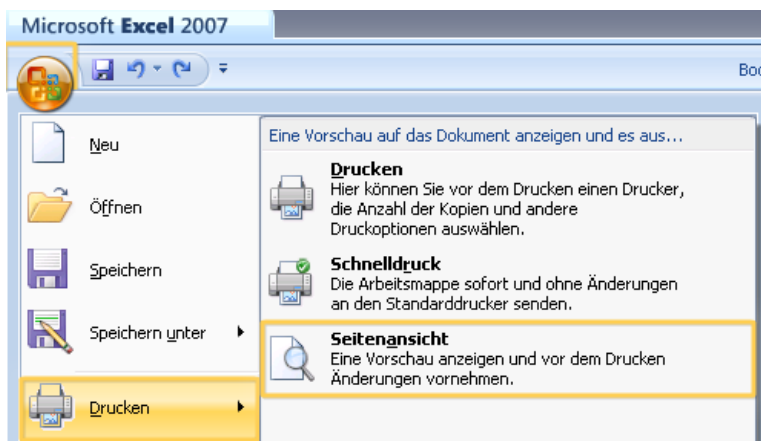 Microsoft Excel 2007
Boo
Neu
Öffnen
Speichern
Speichern unter
Drucken
Eine Vorschau auf das Dokument anzeigen und es aus...
Drucken
Hier können Sie vor dem Drucken einen Drucker,
die Anzahl der Kopien und andere
Druckoptionen auswählen.
Schnelldruck
Die Arbeitsmappe sofort und ohne Änderungen
an den Standarddrucker senden.
Seitenansicht
Eine Vorschau anzeigen und vor dem Drucken
Änderungen vornehmen.